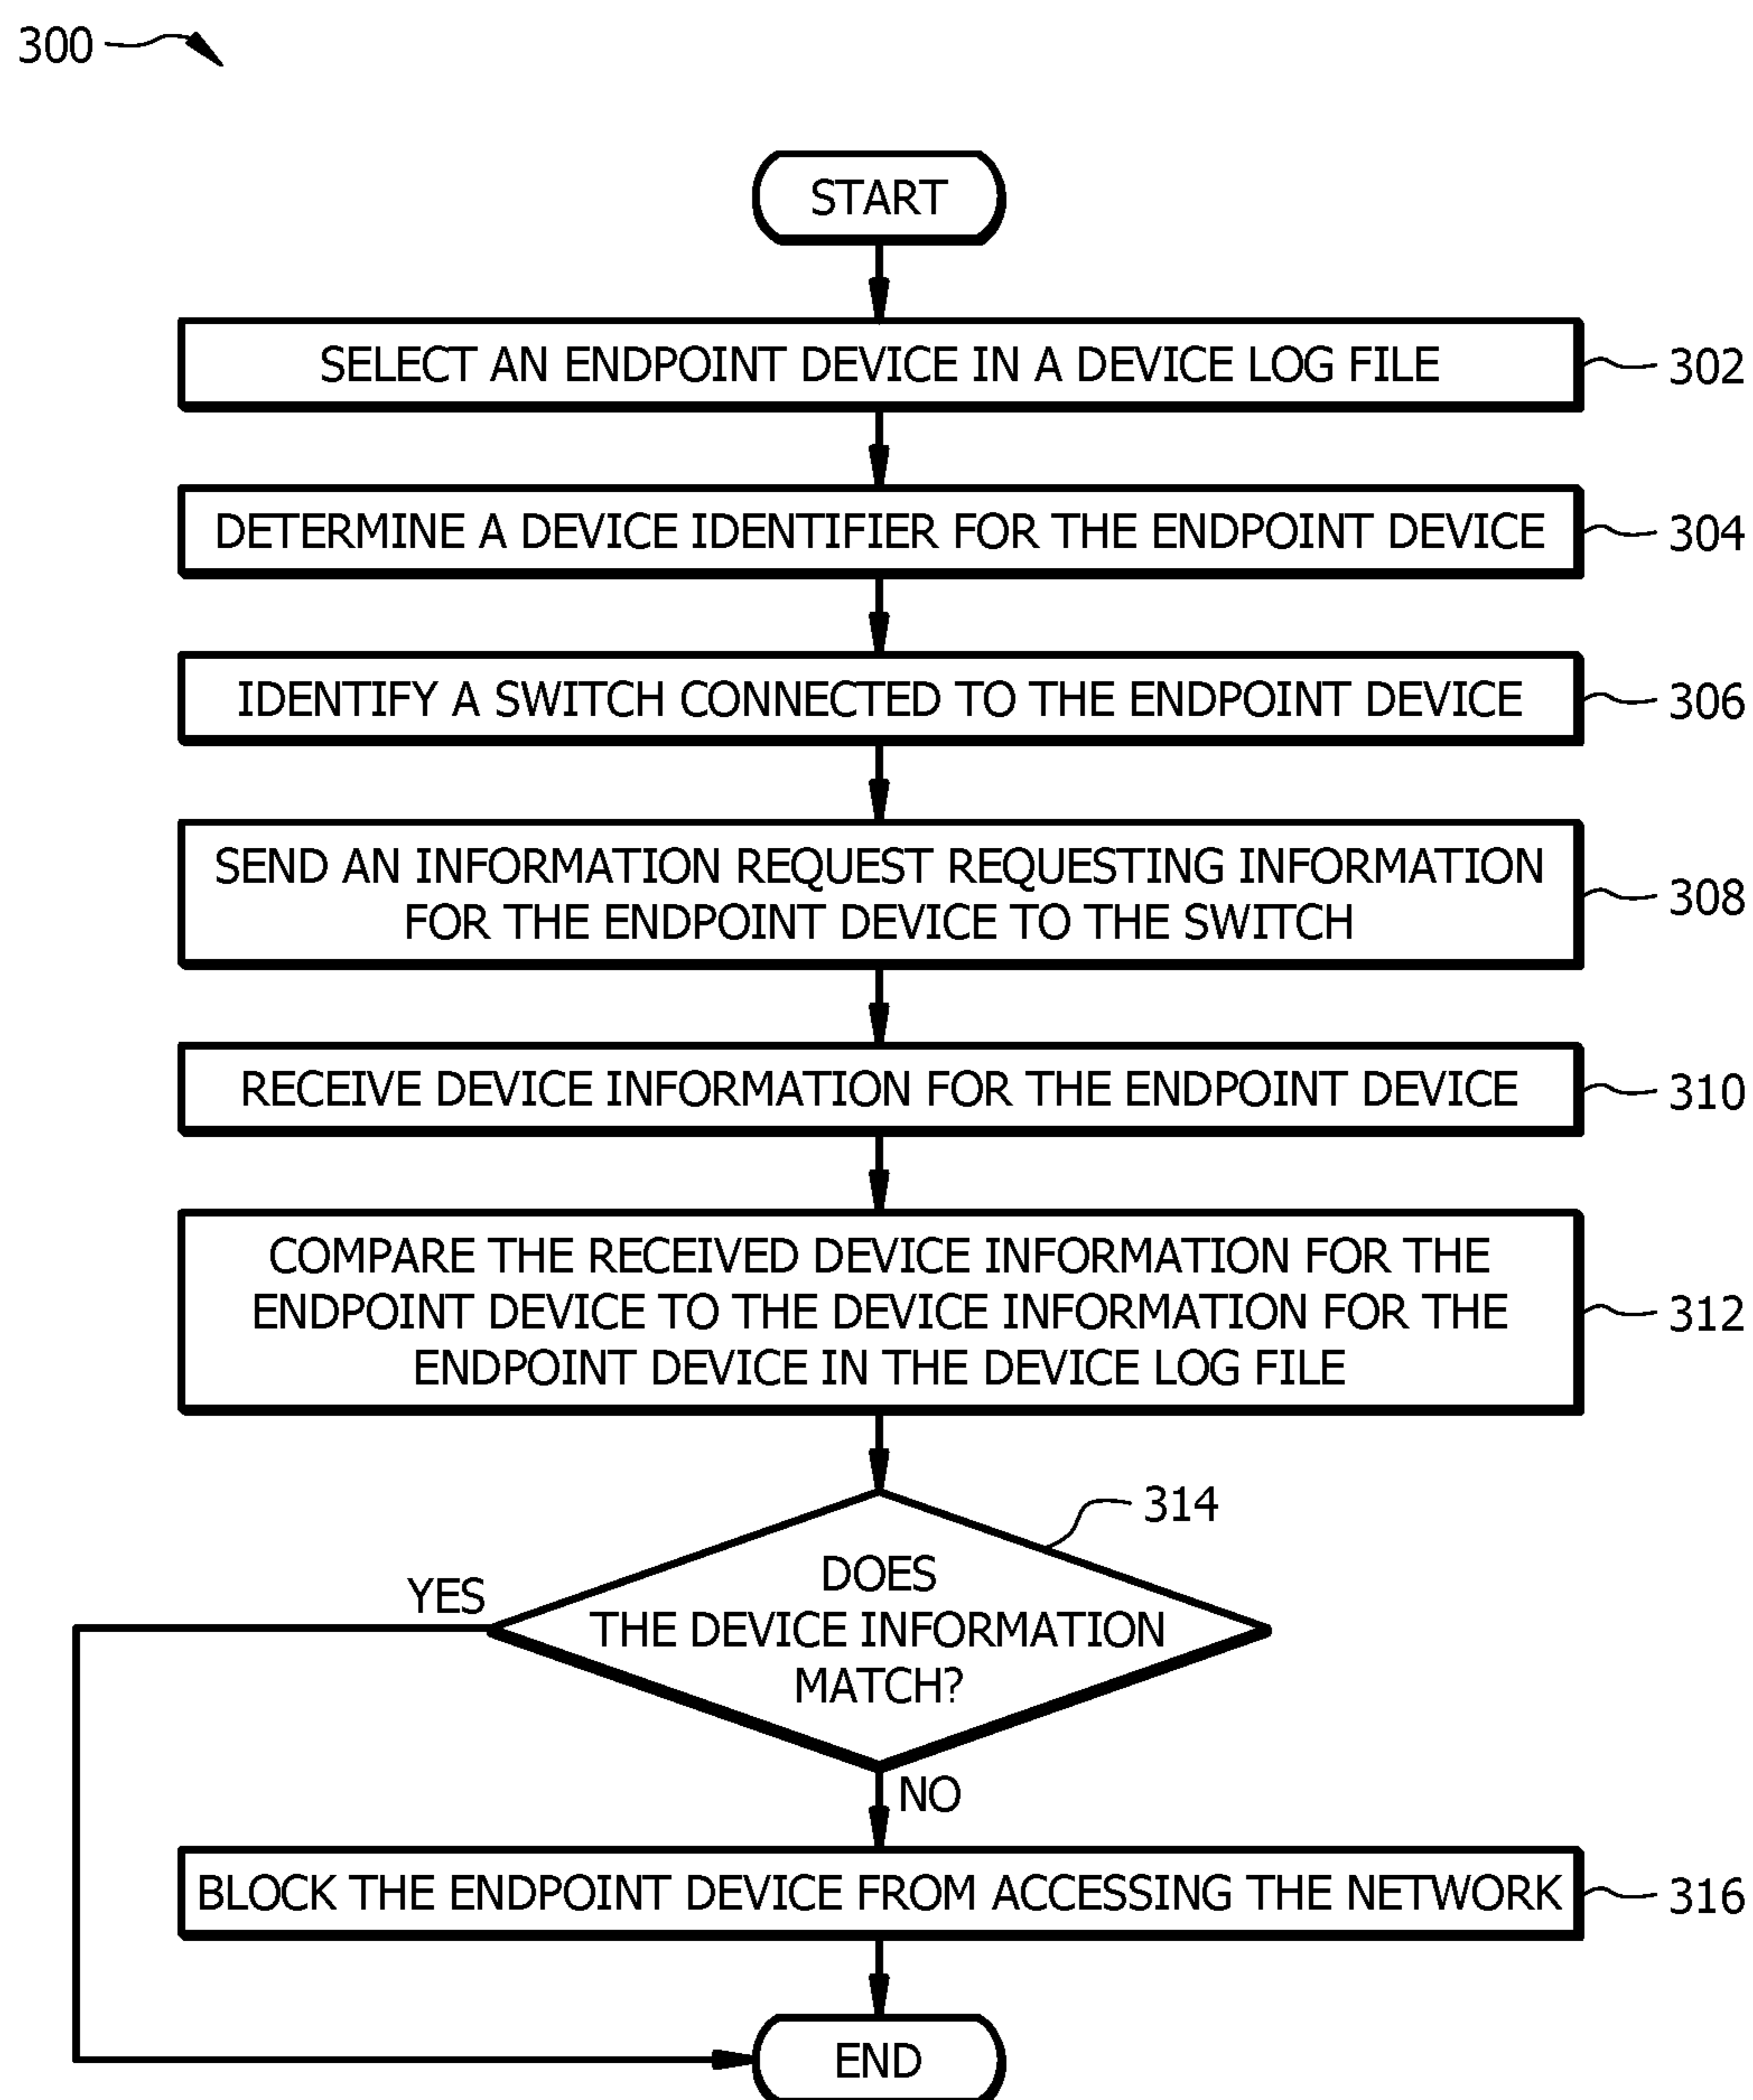 300
START
SELECT AN ENDPOINT DEVICE IN A DEVICE LOG FILE
302
DETERMINE A DEVICE IDENTIFIER FOR THE ENDPOINT DEVICE
304
IDENTIFY A SWITCH CONNECTED TO THE ENDPOINT DEVICE
306
SEND AN INFORMATION REQUEST REQUESTING INFORMATION
FOR THE ENDPOINT DEVICE TO THE SWITCH
308
RECEIVE DEVICE INFORMATION FOR THE ENDPOINT DEVICE
310
COMPARE THE RECEIVED DEVICE INFORMATION FOR THE
ENDPOINT DEVICE TO THE DEVICE INFORMATION FOR THE
ENDPOINT DEVICE IN THE DEVICE LOG FILE
312
314
DOES
THE DEVICE INFORMATION
MATCH?
YES
NO
BLOCK THE ENDPOINT DEVICE FROM ACCESSING THE NETWORK
316
END